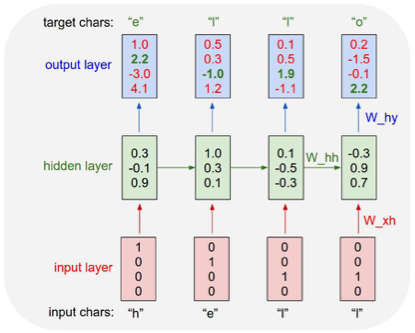 target chars: “e” “l” “l” “o”
output layer
1.0 0.5 0.1 0.2
2.2 0.3 0.5 -1.5
-3.0 -1.0 1.9 -0.1
4.1 1.2 -1.1 2.2
W_hy
hidden layer
0.3 1.0 0.1 -0.3
-0.1 0.3 -0.5 0.9
0.9 0.1 -0.3 0.7
W_hh
W_xh
input layer
1 0 0 0
0 1 0 0
0 0 1 1
0 0 0 0
input chars: “h” “e” “l” “l”